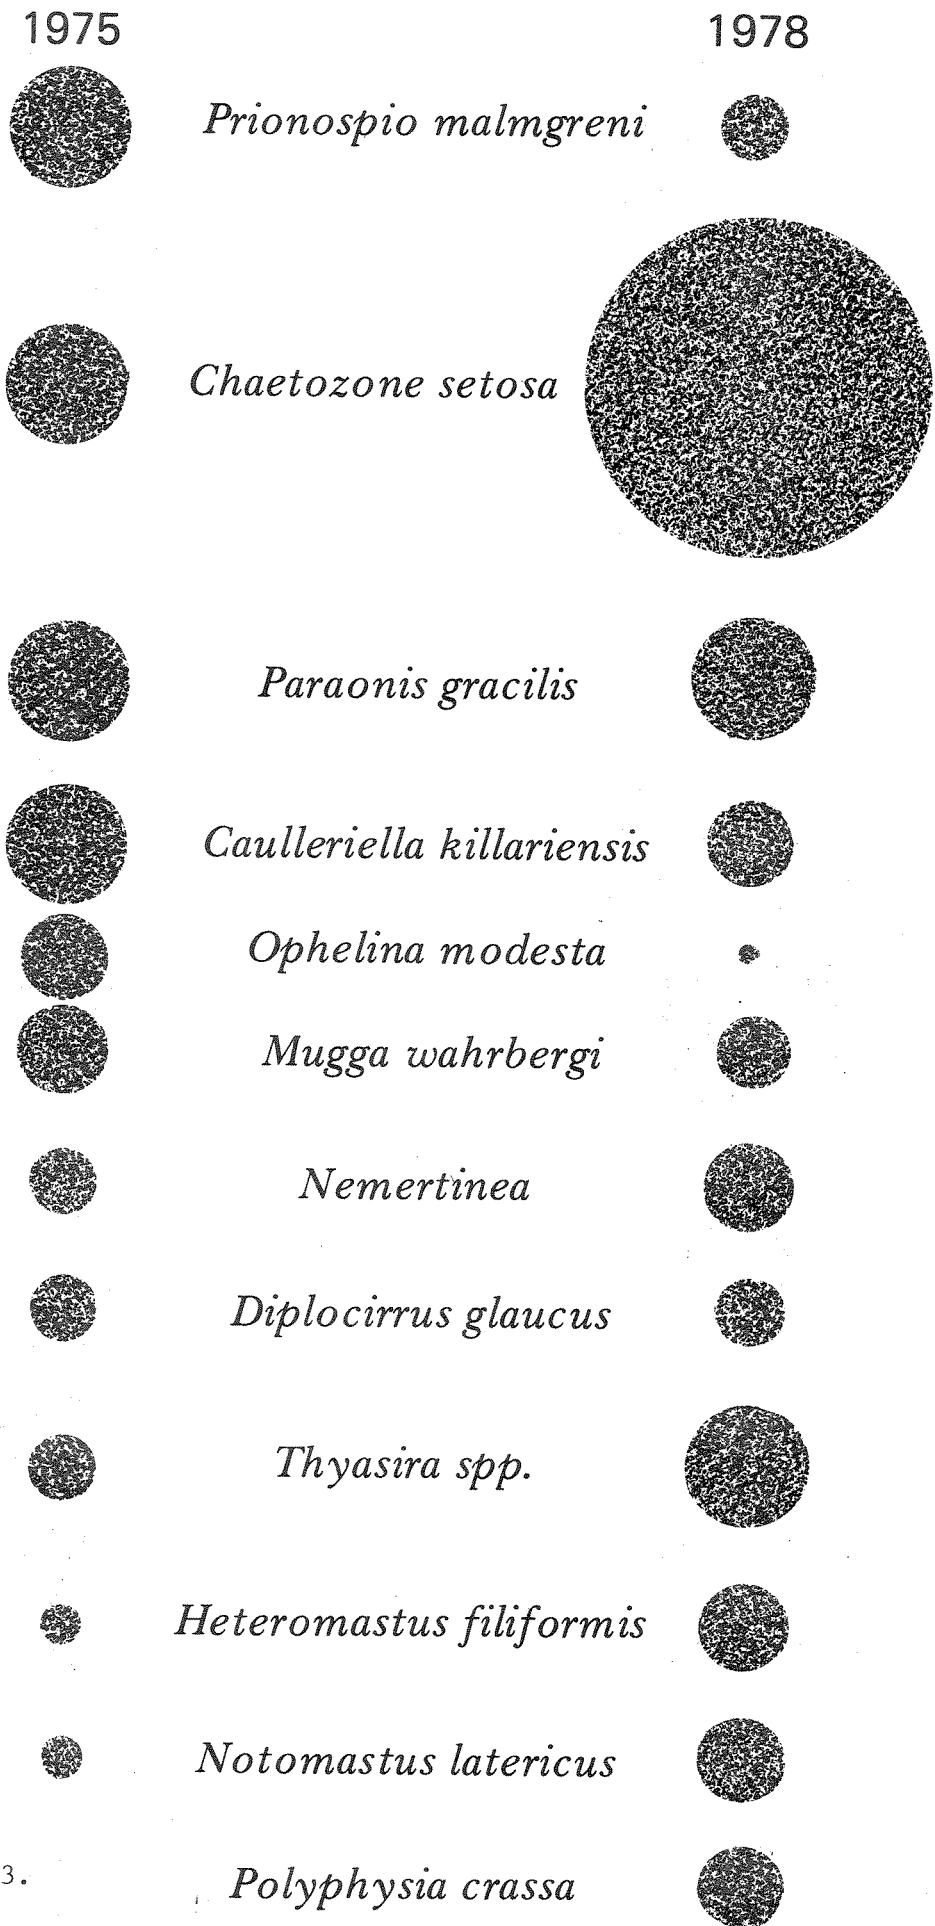 1975 1978
Prionospio malmgreni
Chaetozone setosa
Paraonis gracilis
Caulleriella killariensis
Ophelina modesta
Mugga wahrbergi
Nemertinea
Diplocirrus glaucus
Thyasira spp.
Heteromastus filiformis
Notomastus latericus
3. Polyphysia crassa